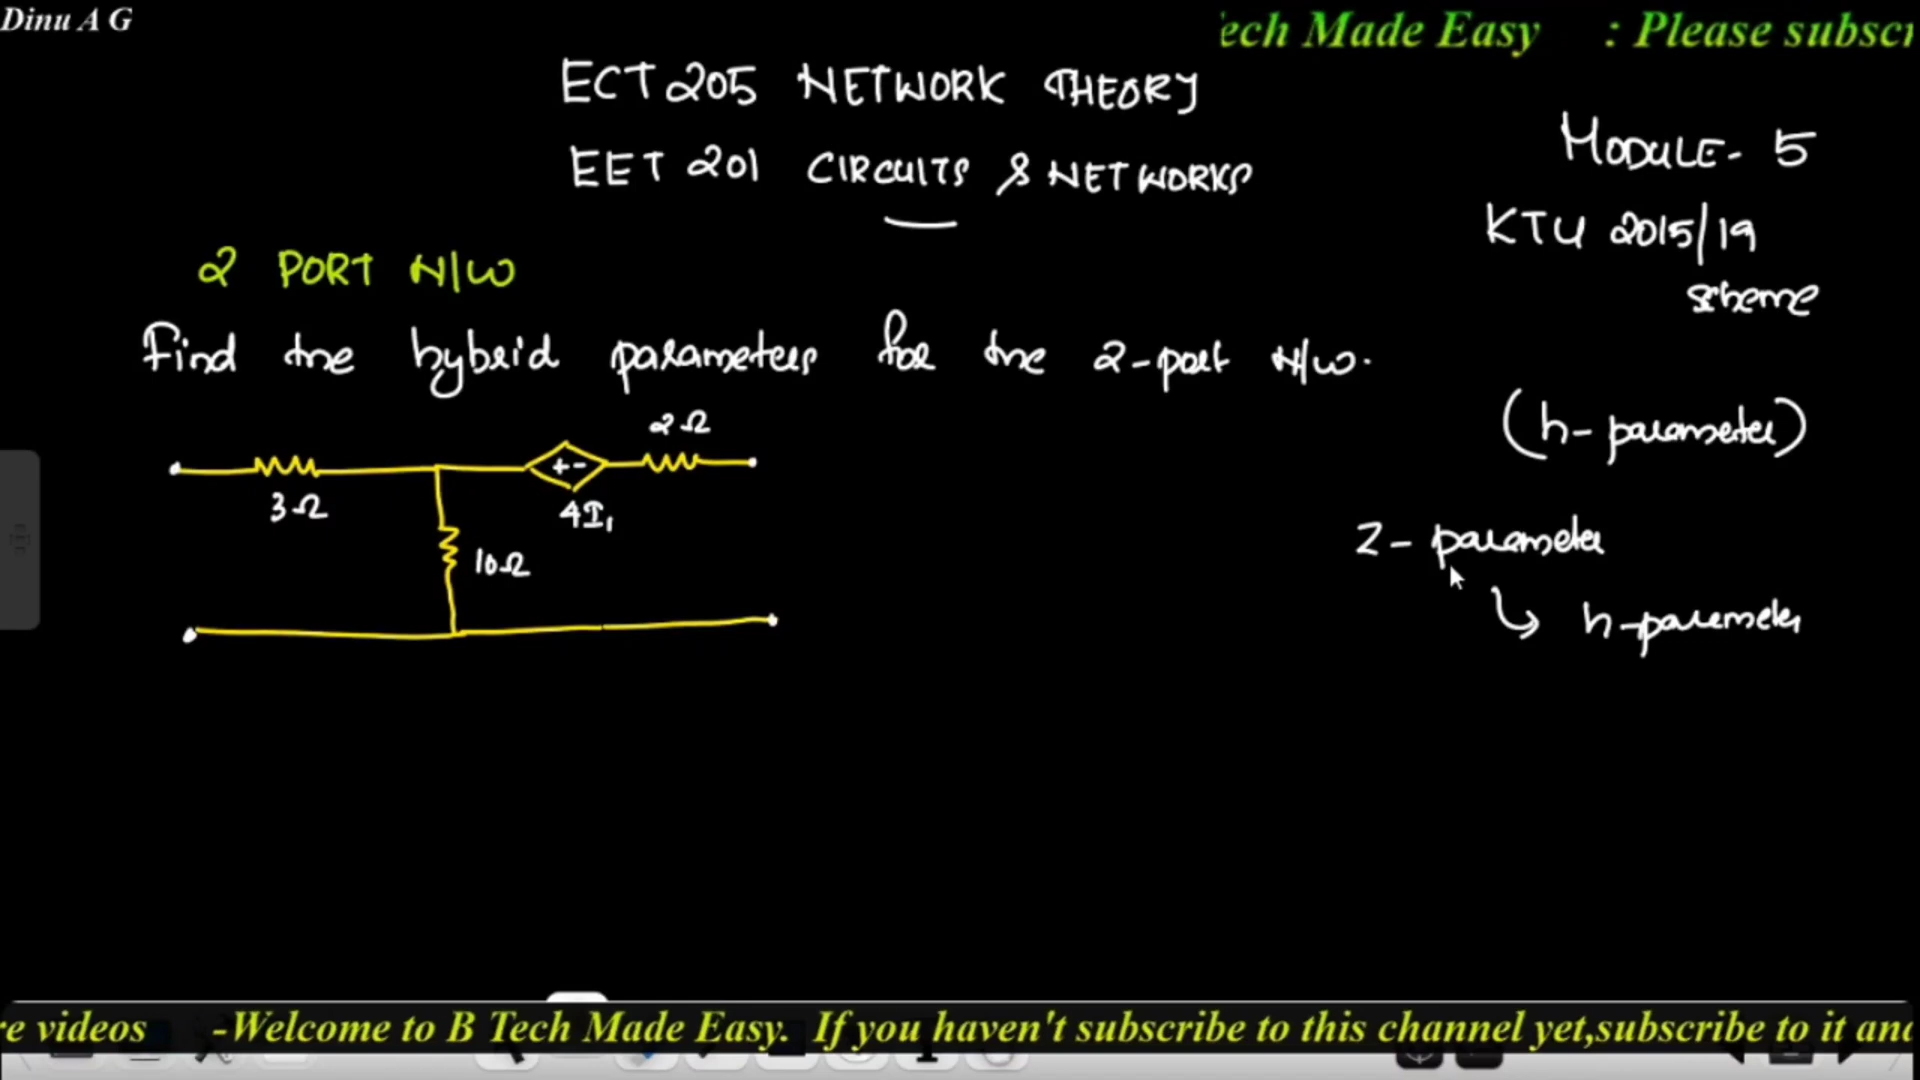 Dinu A G
ech Made Easy : Please subscr
ECT 205 NETWORK THEORY
EET 201 CIRCUITS & NETWORKS
MODULE- 5
KTU 2015/19
scheme
2 PORT N/W
Find the hybrid parameters for the 2-port N/W.
(h- parameter)
2Ω
+-
3Ω
4I₁
10Ω
Z- parameter
↳ h-parameter
re videos -Welcome to B Tech Made Easy. If you haven't subscribe to this channel yet,subscribe to it and